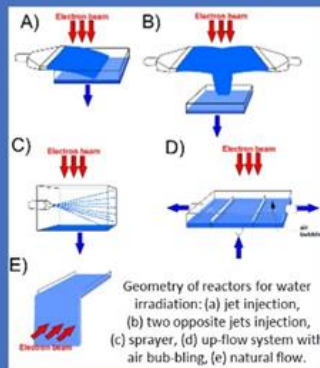 A)
Electron beam
B)
Electron beam
C)
Electron beam
D)
Electron beam
air
bubbling
E)
Electron beam
Geometry of reactors for water
irradiation: (a) jet injection,
(b) two opposite jets injection,
(c) sprayer, (d) up-flow system with
air bub-bling, (e) natural flow.